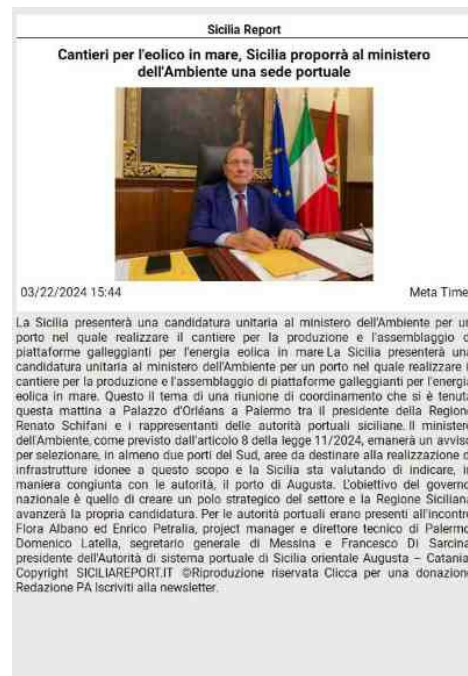 Sicilia Report
Cantieri per l'eolico in mare, Sicilia proporrà al ministero
dell'Ambiente una sede portuale
03/22/2024 15:44
Meta Time
La Sicilia presenterà una candidatura unitaria al ministero dell'Ambiente per un
porto nel quale realizzare il cantiere per la produzione e l'assemblaggio d
piattaforme galleggianti per l'energia eolica in mare La Sicilia presenterà una
candidatura unitaria al ministero dell'Ambiente per un porto nel quale realizzare i
cantiere per la produzione e l'assemblaggio di piattaforme galleggianti per l'energia
eolica in mare. Questo il tema di una riunione di coordinamento che si è tenuta
questa mattina a Palazzo d'Orléans a Palermo tra il presidente della Region
Renato Schifani e i rappresentanti delle autorità portuali siciliane. Il ministero
dell'Ambiente, come previsto dall'articolo 8 della legge 11/2024, emanerà un avviso
per selezionare, in almeno due porti del Sud, aree da destinare alla realizzazione d
infrastrutture idonee a questo scopo e la Sicilia sta valutando di indicare, in
maniera congiunta con le autorità, il porto di Augusta. L'obiettivo del governo
nazionale è quello di creare un polo strategico del settore e la Regione Siciliana
avanzerà la propria candidatura. Per le autorità portuali erano presenti all'incontro
Flora Albano ed Enrico Petralia, project manager e direttore tecnico di Palermo
Domenico Latella, segretario generale di Messina e Francesco Di Sarcina
presidente dell'Autorità di sistema portuale di Sicilia orientale Augusta – Catania
Copyright SICILIAREPORT.IT ©Riproduzione riservata Clicca per una donazione
Redazione PA Iscriviti alla newsletter.